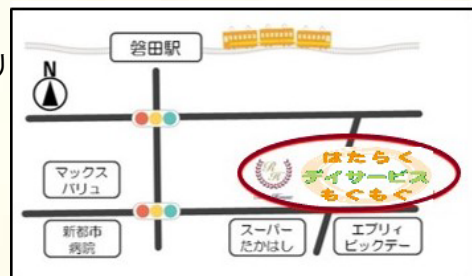 り
磐田駅
N
マックス
バリュ
はたらく
デイサービス
もぐもぐ
新都市
病院
スーパー
たかはし
エブリィ
ビックデー